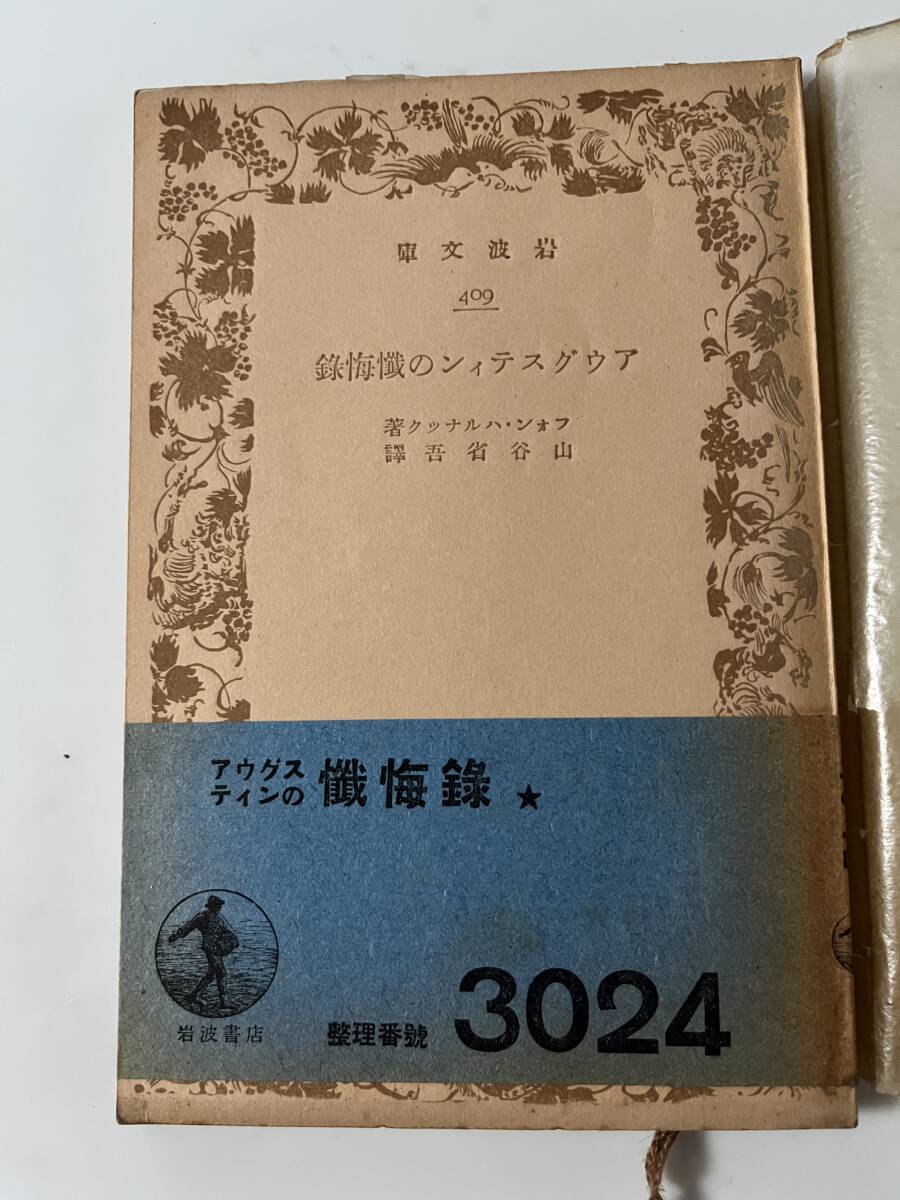 岩波文庫
409
アウグスティンの懺悔錄
フォン・ハルナック著
山谷省吾譯
アウグス
ティンの
懺悔錄 ★
岩波書店
整理番號 3024